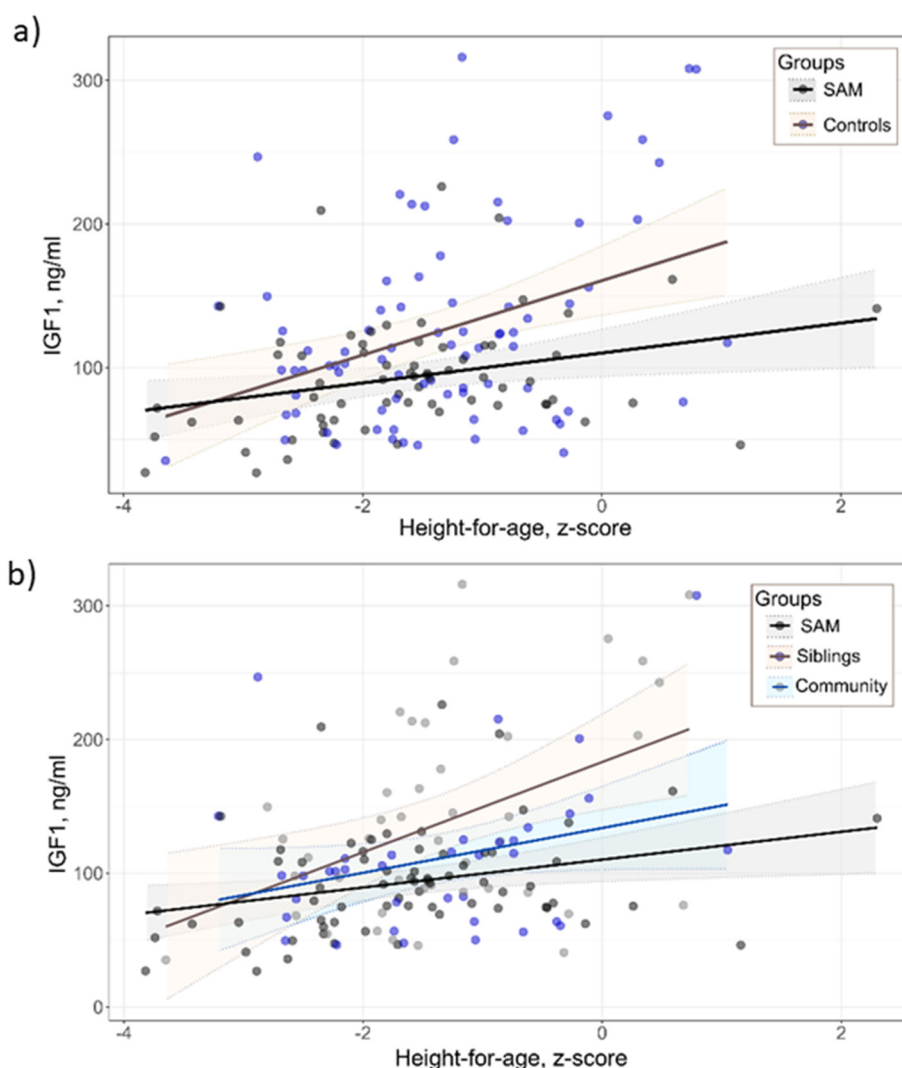 a)
300
200
100
IGF1, ng/ml
Groups
SAM
Controls
-4
-2
0
2
Height-for-age, z-score
b)
300
200
100
0
IGF1, ng/ml
Groups
SAM
Siblings
Community
-4
-2
0
2
Height-for-age, z-score